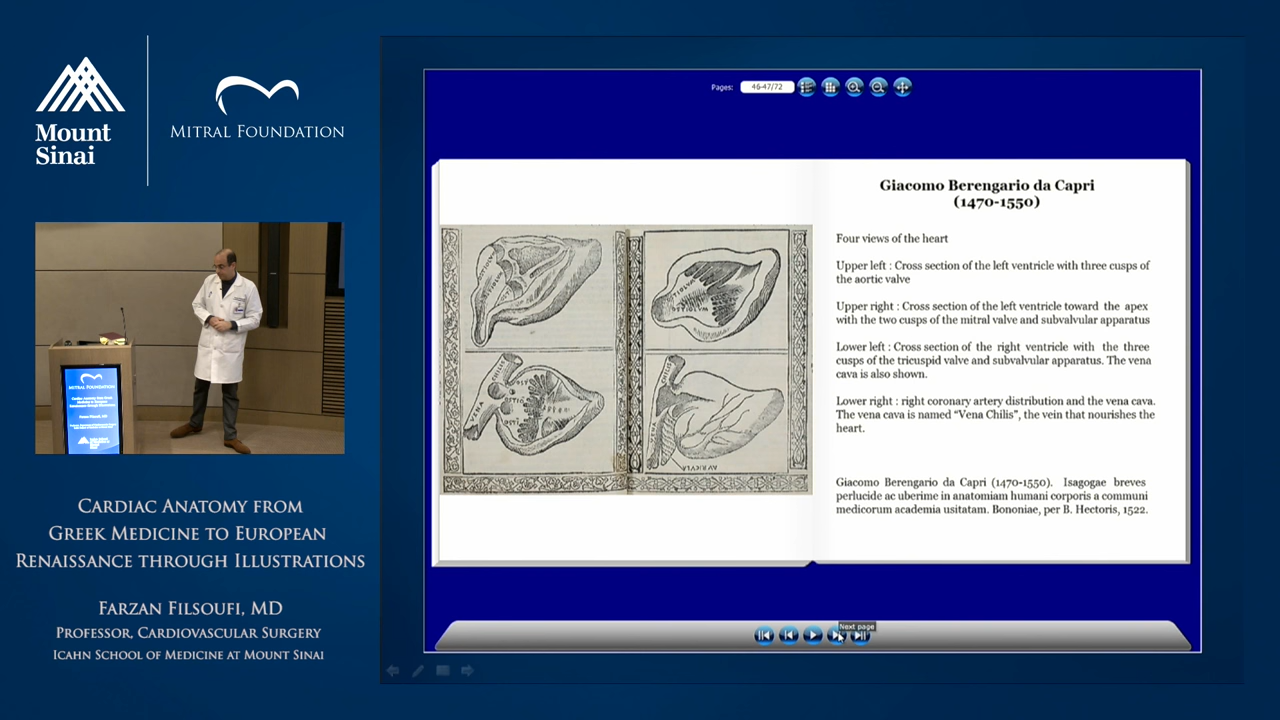 Mount
Sinai
MITRAL FOUNDATION
CARDIAC ANATOMY FROM
GREEK MEDICINE TO EUROPEAN
RENAISSANCE THROUGH ILLUSTRATIONS
FARZAN FILSOUFI, MD
PROFESSOR, CARDIOVASCULAR SURGERY
ICAHN SCHOOL OF MEDICINE AT MOUNT SINAI
MITRAL FOUNDATION
Pages: 46-47/72
Giacomo Berengario da Capri
(1470-1550)
Four views of the heart
Upper left : Cross section of the left ventricle with three cusps of
the aortic valve
Upper right : Cross section of the left ventricle toward the apex
with the two cusps of the mitral valve and subvalvular apparatus
Lower left : Cross section of the right ventricle with the three
cusps of the tricuspid valve and subvalvular apparatus. The vena
cava is also shown.
Lower right : right coronary artery distribution and the vena cava.
The vena cava is named “Vena Chilis”, the vein that nourishes the
heart.
Giacomo Berengario da Capri (1470-1550). Isagogae breves
perlucide ac uberime in anatomiam humani corporis a communi
medicorum academia usitatam. Bononiae, per B. Hectoris, 1522.
Next page